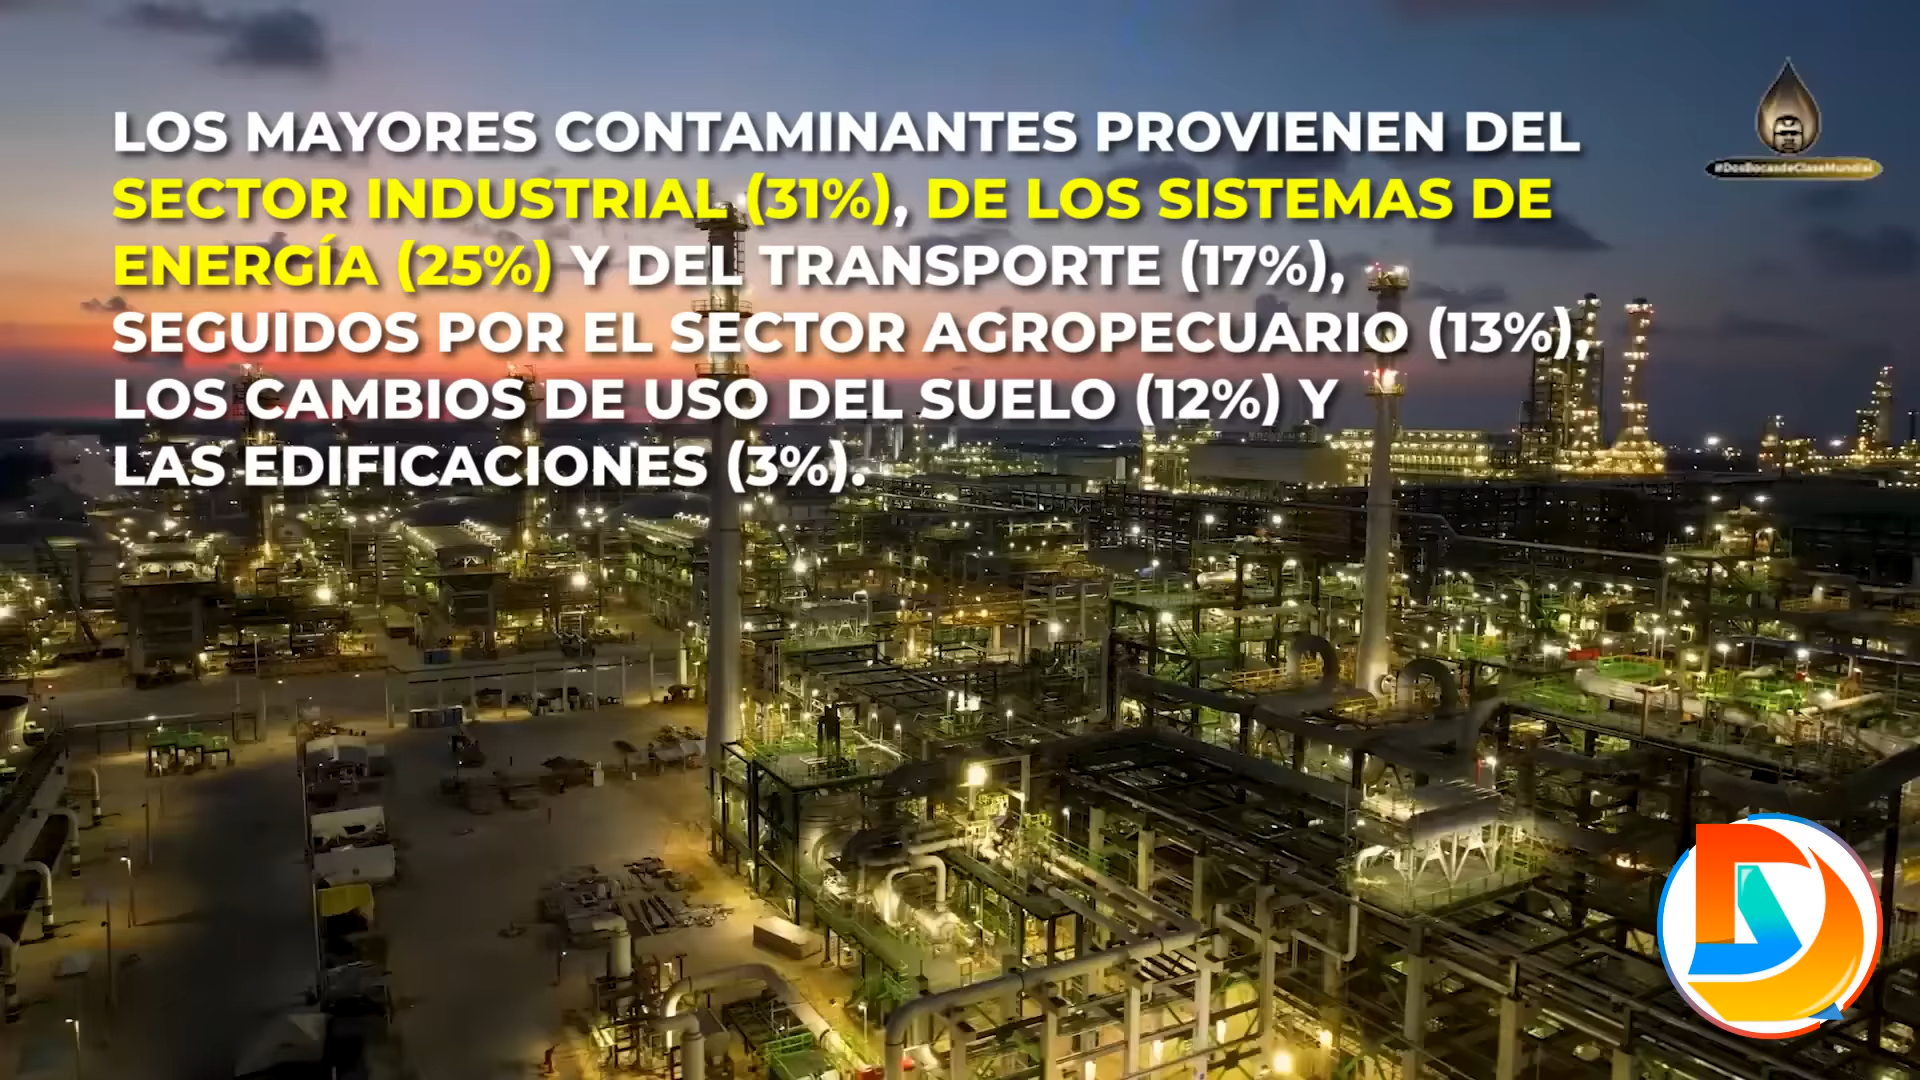 LOS MAYORES CONTAMINANTES PROVIENEN DEL
SECTOR INDUSTRIAL (31%), DE LOS SISTEMAS DE
ENERGÍA (25%) Y DEL TRANSPORTE (17%),
SEGUIDOS POR EL SECTOR AGROPECUARIO (13%),
LOS CAMBIOS DE USO DEL SUELO (12%) Y
LAS EDIFICACIONES (3%).
#DosBocasdeClaseMundial